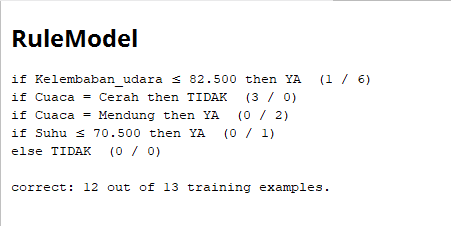 RuleModel
if Kelembaban_udara ≤ 82.500 then YA  (1 / 6)
if Cuaca = Cerah then TIDAK  (3 / 0)
if Cuaca = Mendung then YA  (0 / 2)
if Suhu ≤ 70.500 then YA  (0 / 1)
else TIDAK  (0 / 0)
correct: 12 out of 13 training examples.